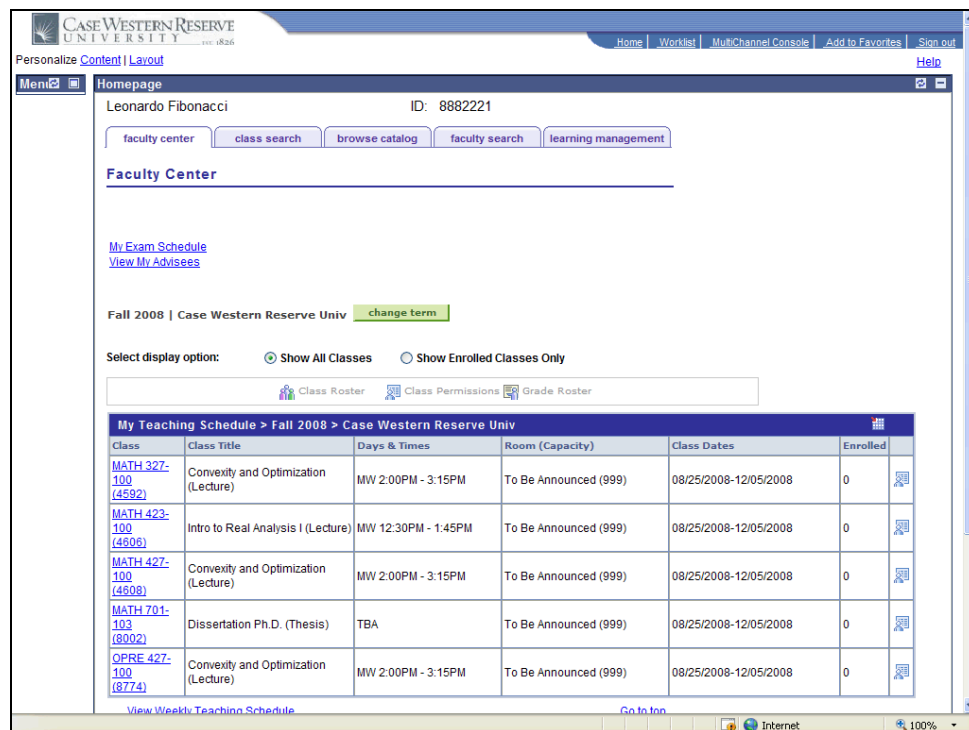 CASE WESTERN RESERVE
UNIVERSITY EST. 1826
Home | Worklist | MultiChannel Console | Add to Favorites | Sign out
Personalize Content | Layout
Help
Menu
Homepage
Leonardo Fibonacci ID: 8882221
faculty center class search browse catalog faculty search learning management
Faculty Center
My Exam Schedule
View My Advisees
Fall 2008 | Case Western Reserve Univ change term
Select display option: Show All Classes Show Enrolled Classes Only
Class Roster Class Permissions Grade Roster
My Teaching Schedule > Fall 2008 > Case Western Reserve Univ
Class Class Title Days & Times Room (Capacity) Class Dates Enrolled
MATH 327-
100
(4592)
Convexity and Optimization
(Lecture)
MW 2:00PM - 3:15PM To Be Announced (999) 08/25/2008-12/05/2008 0
MATH 423-
100
(4606)
Intro to Real Analysis I (Lecture) MW 12:30PM - 1:45PM To Be Announced (999) 08/25/2008-12/05/2008 0
MATH 427-
100
(4608)
Convexity and Optimization
(Lecture)
MW 2:00PM - 3:15PM To Be Announced (999) 08/25/2008-12/05/2008 0
MATH 701-
103
(8002)
Dissertation Ph.D. (Thesis) TBA To Be Announced (999) 08/25/2008-12/05/2008 0
OPRE 427-
100
(8774)
Convexity and Optimization
(Lecture)
MW 2:00PM - 3:15PM To Be Announced (999) 08/25/2008-12/05/2008 0
View Weekly Teaching Schedule Go to top
Internet 100%